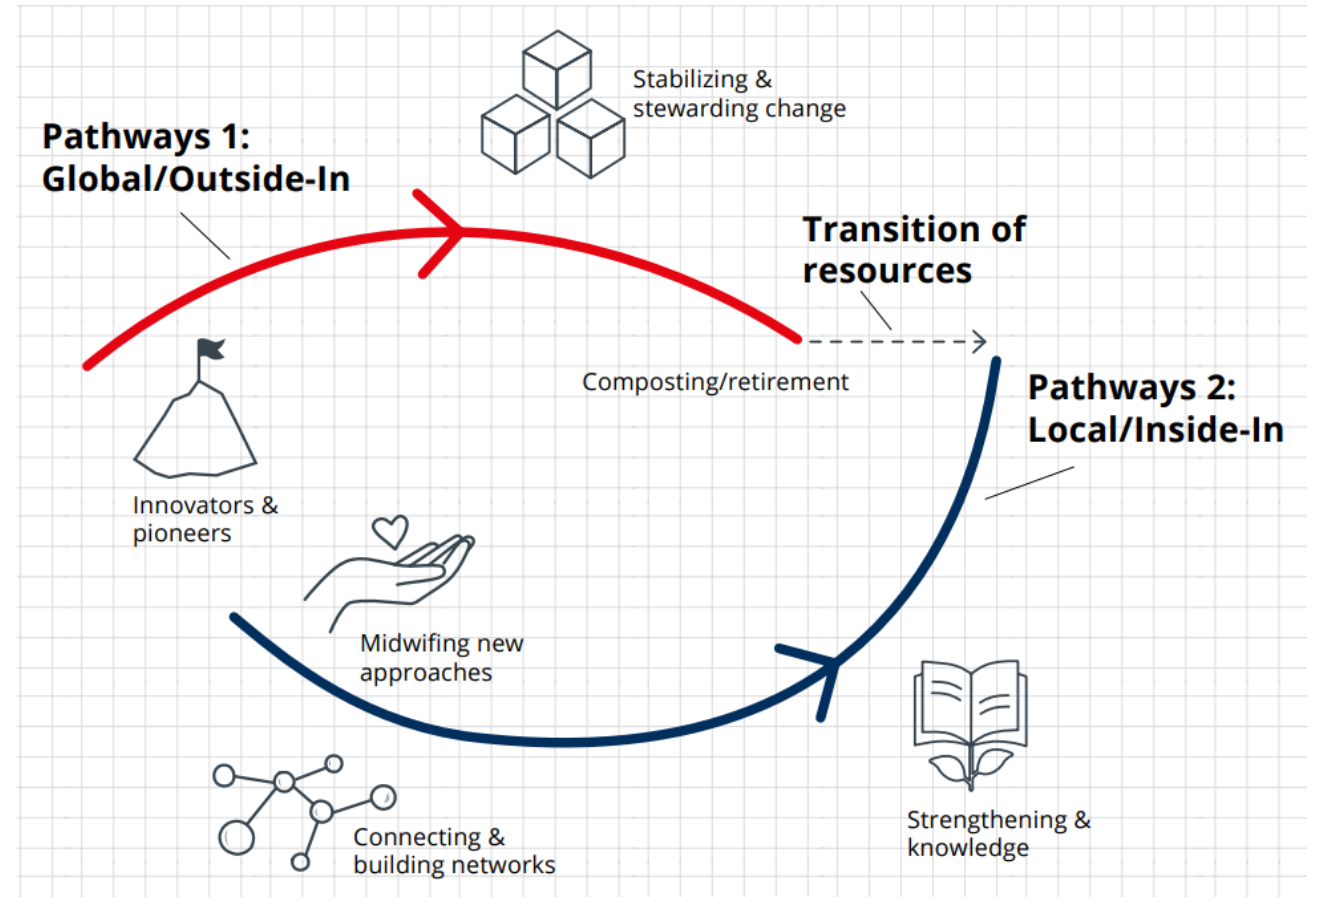 Stabilizing &
stewarding change
Pathways 1:
Global/Outside-In
Transition of
resources
Composting/retirement
Pathways 2:
Local/Inside-In
Innovators &
pioneers
Midwifing new
approaches
Connecting &
building networks
Strengthening &
knowledge